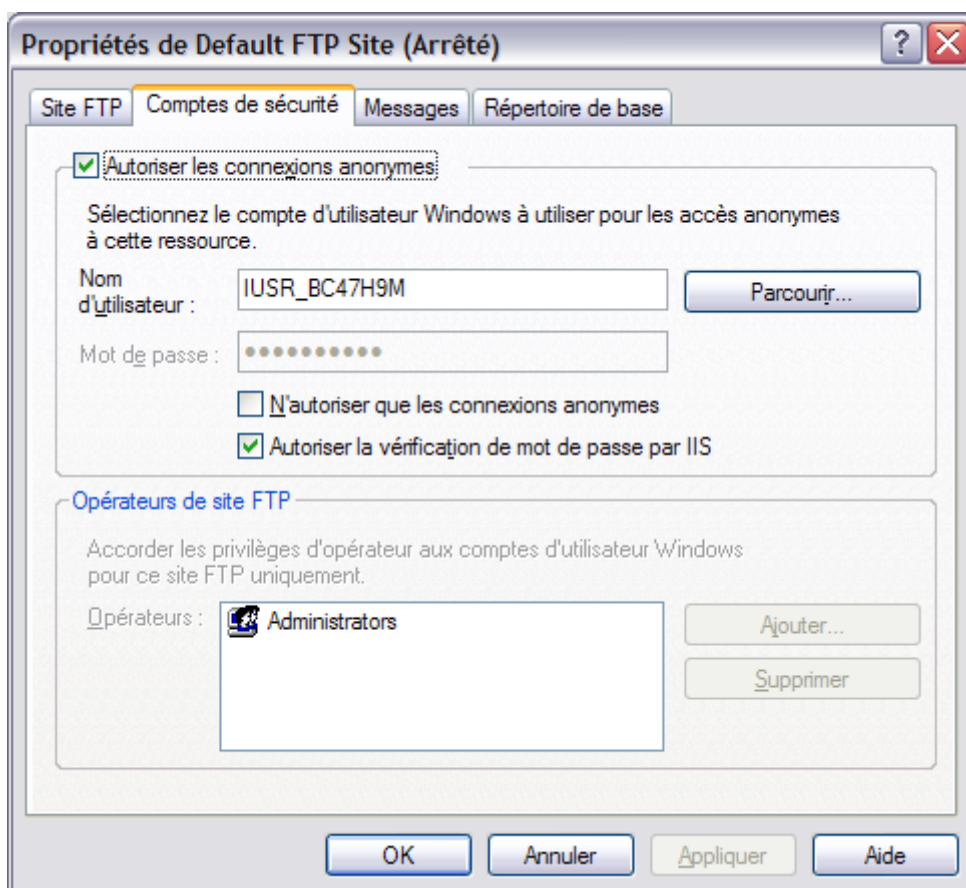 Propriétés de Default FTP Site (Arrêté)
Site FTP Comptes de sécurité Messages Répertoire de base
Autoriser les connexions anonymes
Sélectionnez le compte d'utilisateur Windows à utiliser pour les accès anonymes
à cette ressource.
Nom
d'utilisateur :
IUSR_BC47H9M
Parcourir...
Mot de passe :
N'autoriser que les connexions anonymes
Autoriser la vérification de mot de passe par IIS
Opérateurs de site FTP
Accorder les privilèges d'opérateur aux comptes d'utilisateur Windows
pour ce site FTP uniquement.
Opérateurs :
Administrators
Ajouter...
Supprimer
OK Annuler Appliquer Aide